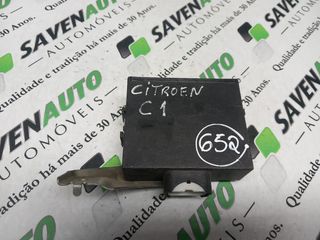 SAVENAUTO
AUTOMÓVEIS
Qualidade e tradição há mais de 30 Anos.
CITROEN
C1
652